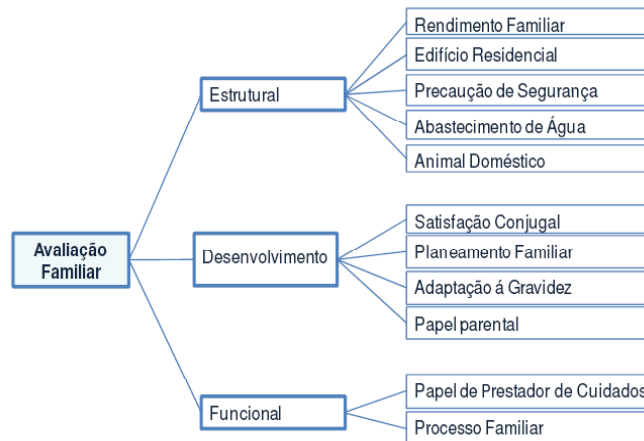 Rendimento Familiar
Edifício Residencial
Estrutural
Precaução de Segurança
Abastecimento de Água
Animal Doméstico
Avaliação
Familiar
Desenvolvimento
Satisfação Conjugal
Planeamento Familiar
Adaptação á Gravidez
Papel parental
Funcional
Papel de Prestador de Cuidados
Processo Familiar